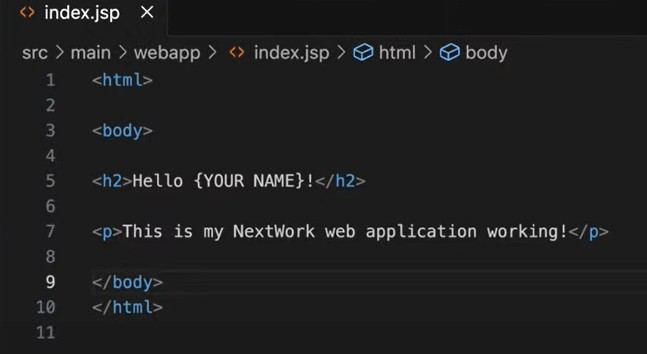 index.jsp
src > main > webapp > index.jsp > html > body
1 <html>
2
3 <body>
4
5 <h2>Hello {YOUR NAME}!</h2>
6
7 <p>This is my NextWork web application working!</p>
8
9 </body>
10 </html>
11